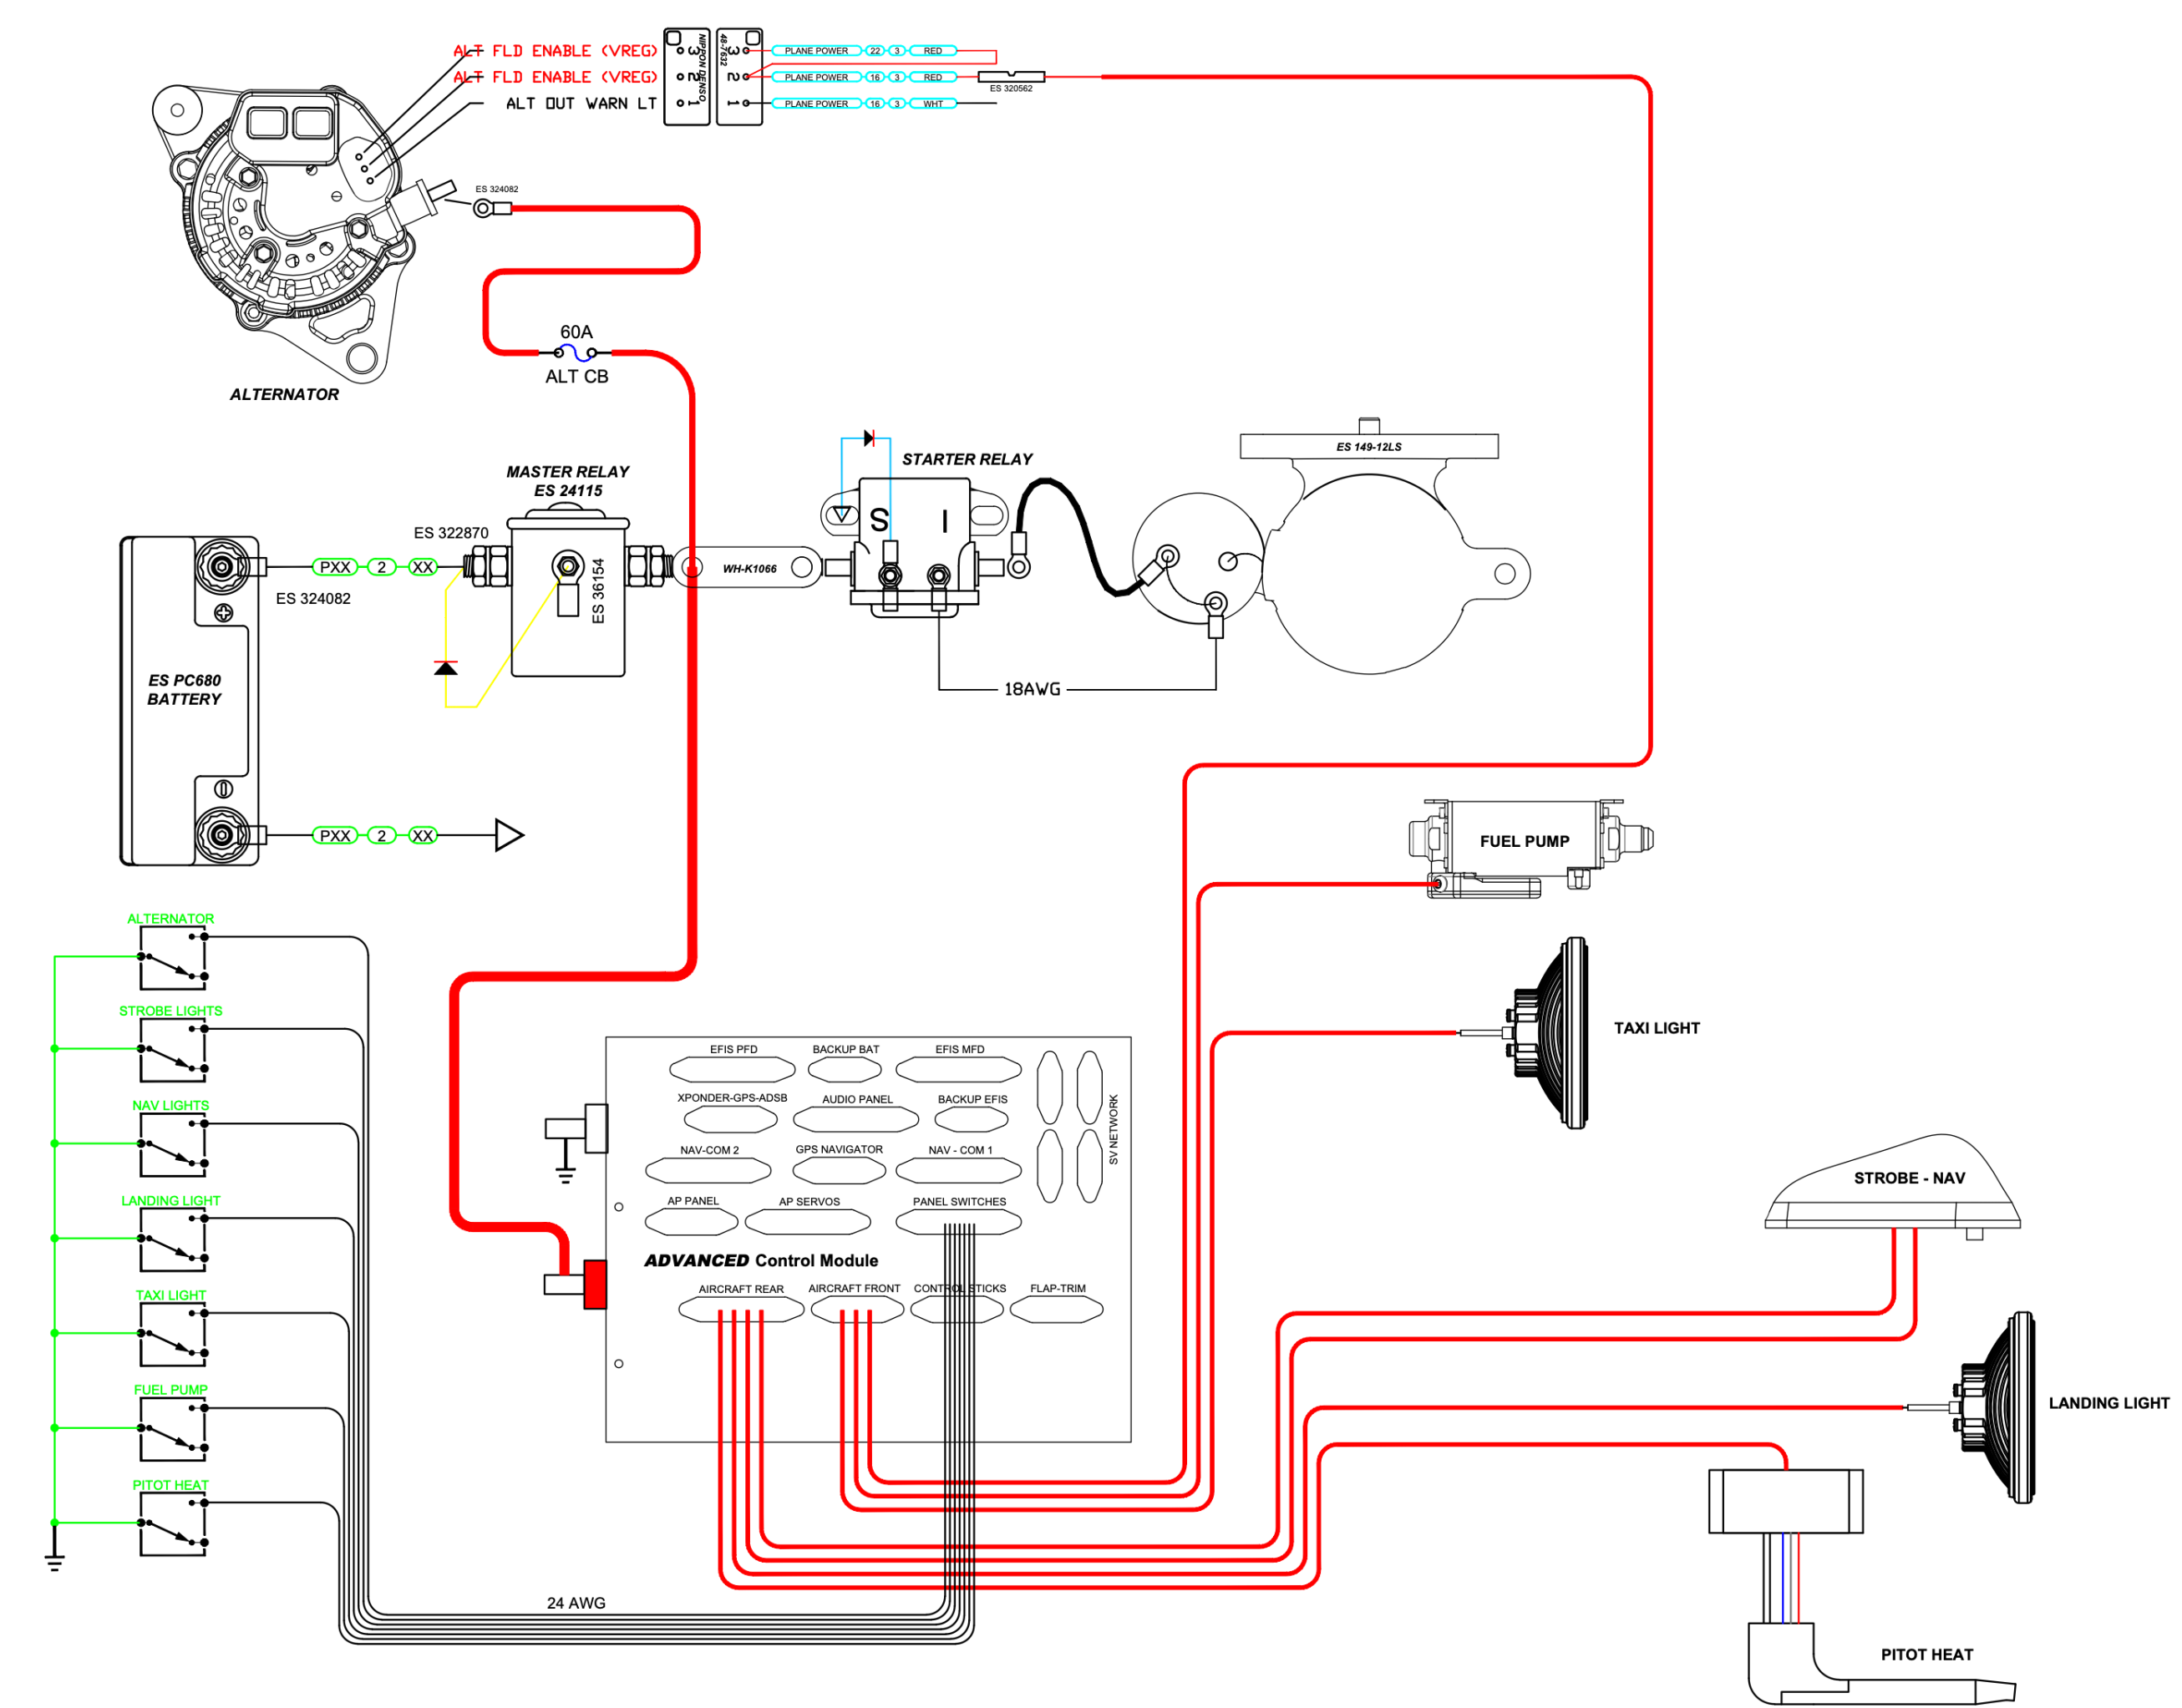 ALT FLD ENABLE (VREG)
ALT FLD ENABLE (VREG)
ALT OUT WARN LT
3
2
1
NIPPON DENSO
48-7632
3
2
1
PLANE POWER 22 3 RED
PLANE POWER 16 3 RED
PLANE POWER 16 3 WHT
ES 320562
ES 324082
ALTERNATOR
60A
ALT CB
MASTER RELAY
ES 24115
ES 322870
ES 36154
WH-K1066
STARTER RELAY
S
I
ES 149-12LS
18AWG
PXX 2 XX
ES 324082
ES PC680
BATTERY
PXX 2 XX
FUEL PUMP
TAXI LIGHT
STROBE - NAV
LANDING LIGHT
PITOT HEAT
ALTERNATOR
STROBE LIGHTS
NAV LIGHTS
LANDING LIGHT
TAXI LIGHT
FUEL PUMP
PITOT HEAT
EFIS PFD
BACKUP BAT
EFIS MFD
XPONDER-GPS-ADSB
AUDIO PANEL
BACKUP EFIS
SV NETWORK
NAV-COM 2
GPS NAVIGATOR
NAV - COM 1
AP PANEL
AP SERVOS
PANEL SWITCHES
ADVANCED Control Module
AIRCRAFT REAR
AIRCRAFT FRONT
CONTROL STICKS
FLAP-TRIM
24 AWG